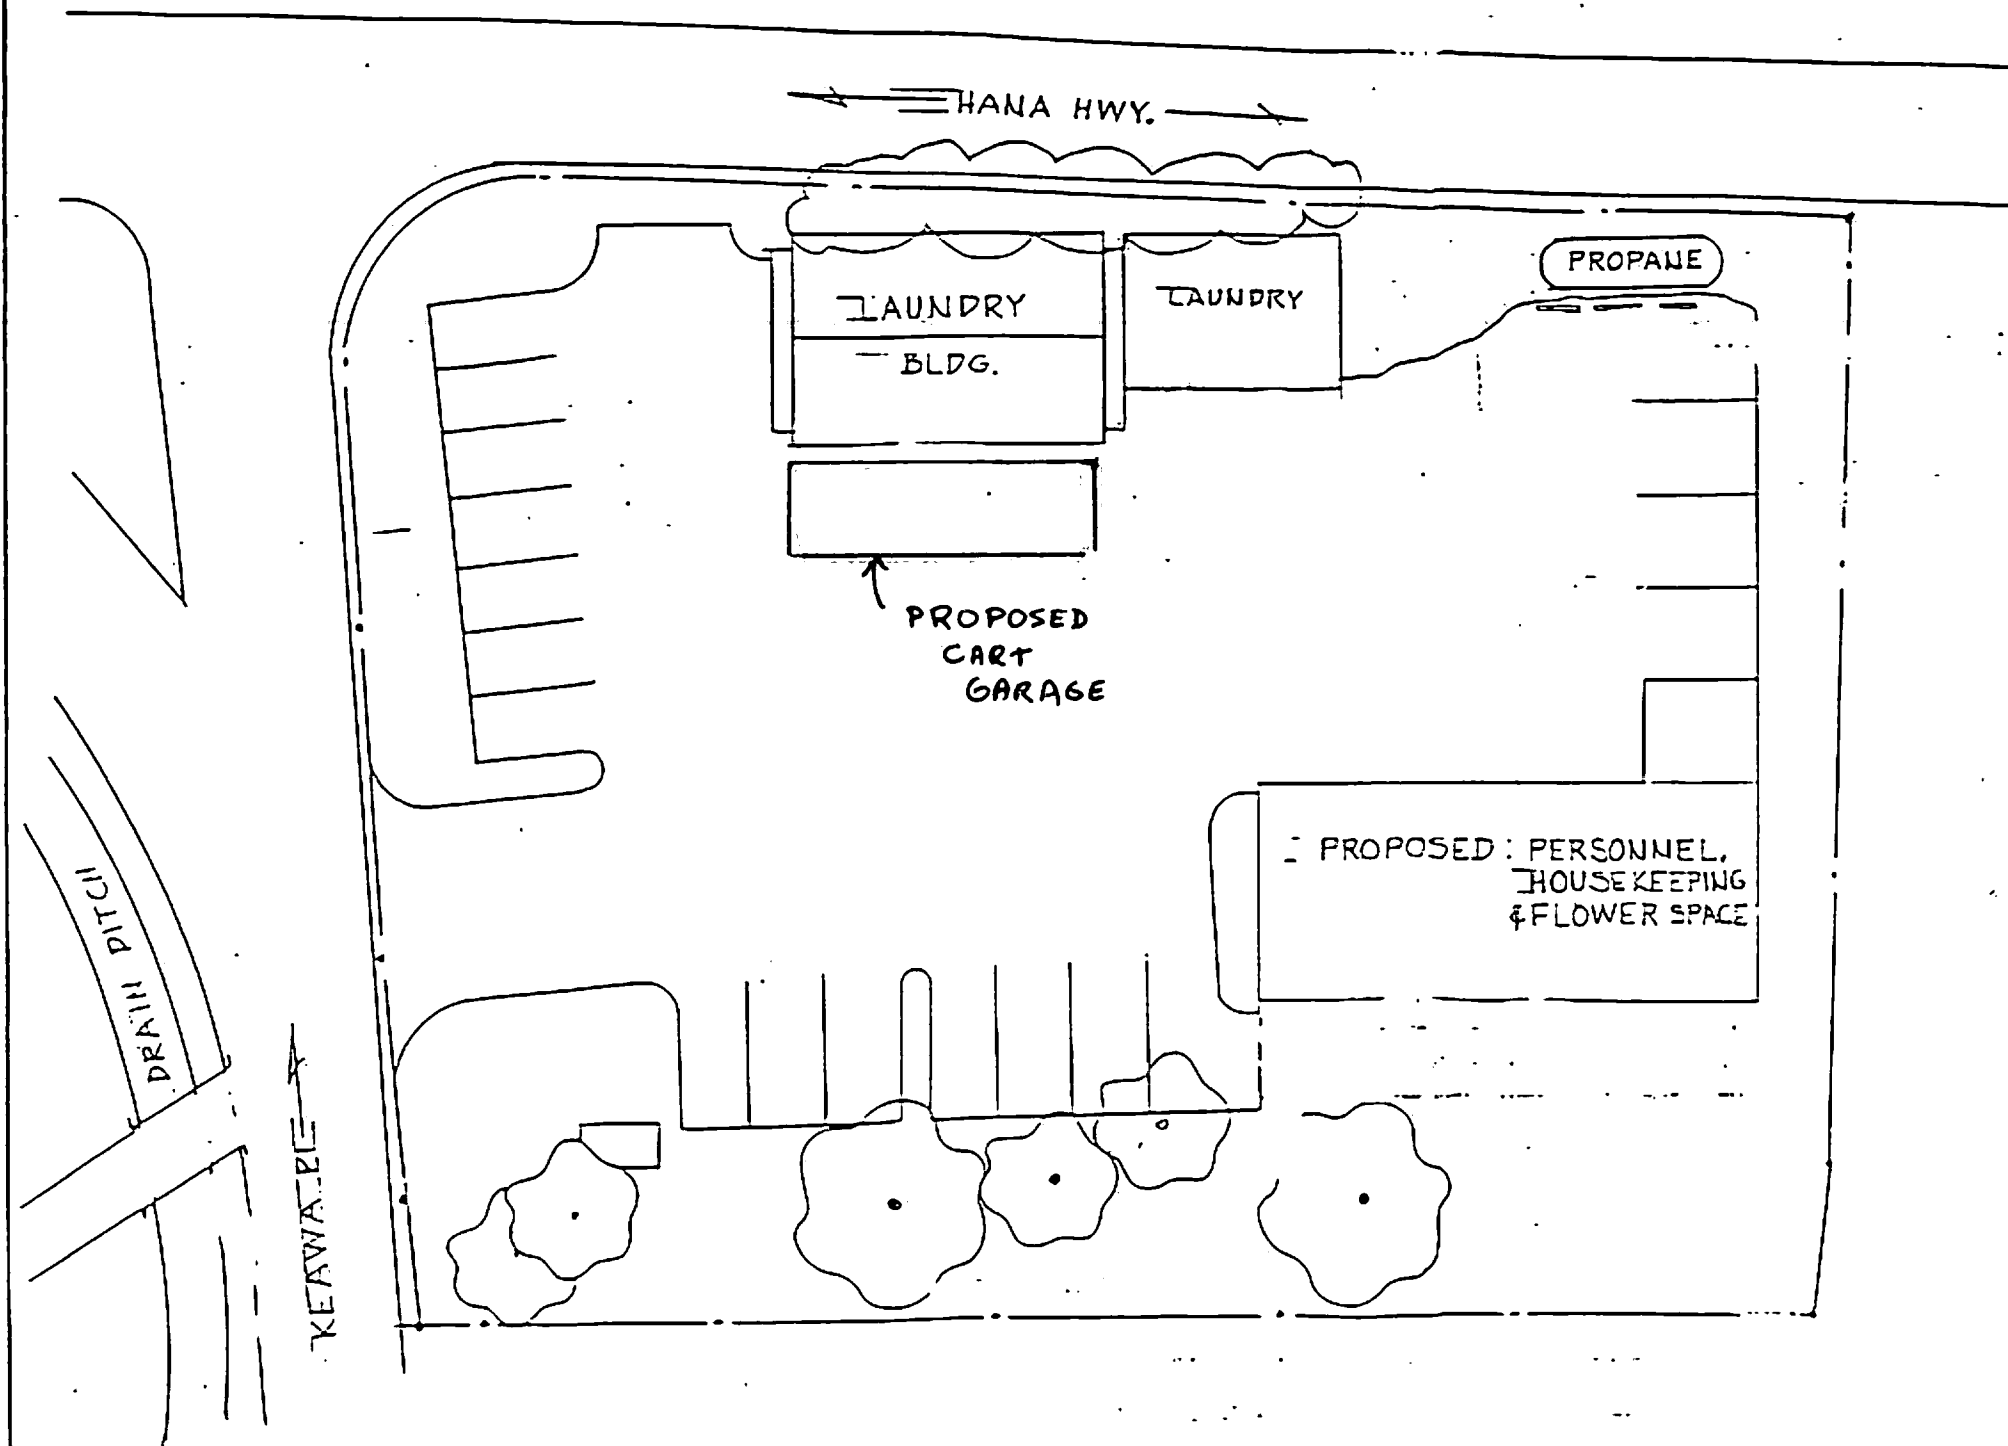 HANA HWY.
PROPANE
LAUNDRY
BLDG.
LAUNDRY
PROPOSED
CART
GARAGE
PROPOSED: PERSONNEL,
HOUSEKEEPING
& FLOWER SPACE
DRAIN DITCH
KEAWA PL